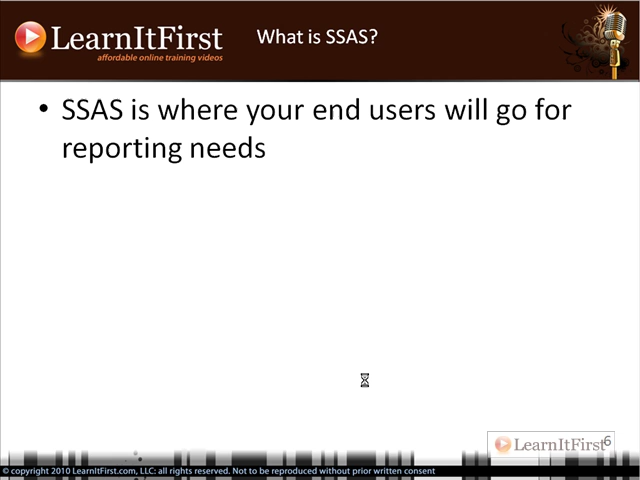 LearnItFirst
affordable online training videos
What is SSAS?
• SSAS is where your end users will go for
reporting needs
LearnItFirst
6
© copyright 2010 LearnItFirst.com, LLC: all rights reserved. Not to be reproduced without prior written consent